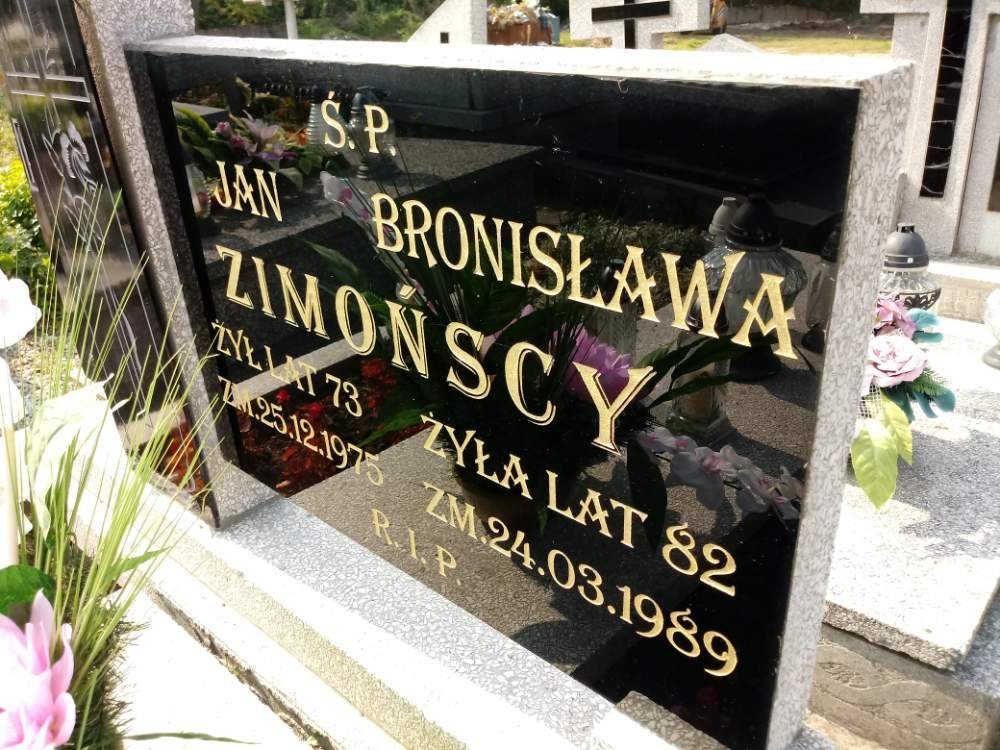 Ś. P.
JAN BRONISŁAWA
ZIMOŃSCY
ŻYŁ LAT 73 ŻYŁA LAT 82
ZM.25.12.1975 ZM.24.03.1989
R. I. P.